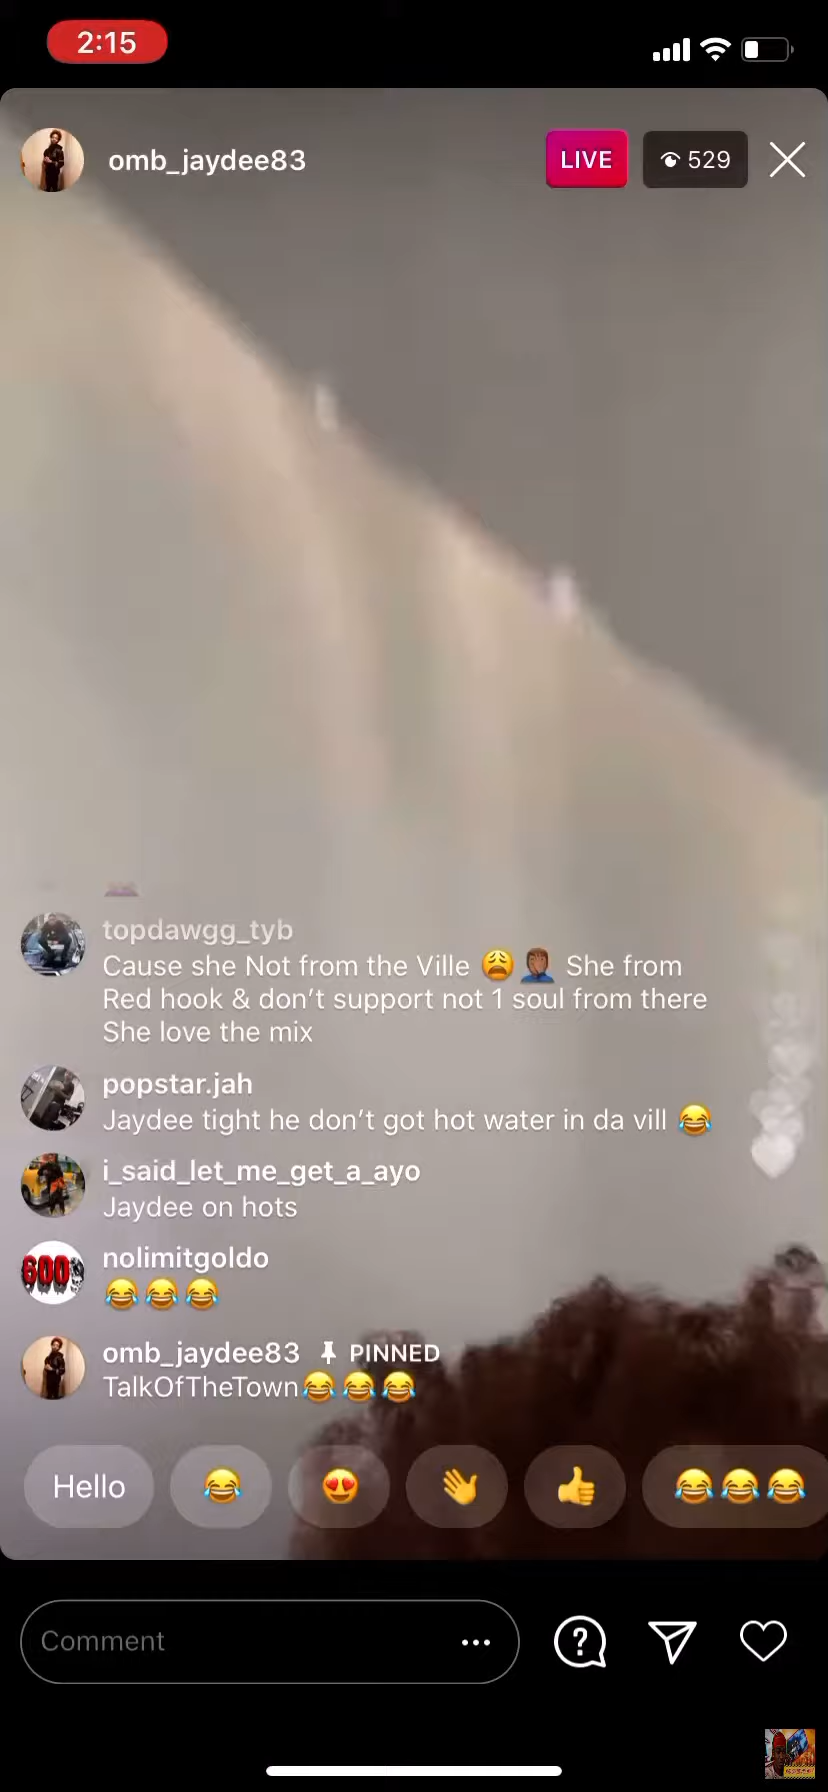 2:15
omb_jaydee83
LIVE
529
topdawgg_tyb
Cause she Not from the Ville 😩🤦🏾‍♂️ She from
Red hook & don't support not 1 soul from there
She love the mix
popstar.jah
Jaydee tight he don't got hot water in da vill 😂
i_said_let_me_get_a_ayo
Jaydee on hots
600
nolimitgoldo
😂😂😂
omb_jaydee83 PINNED
TalkOfTheTown😂😂😂
Hello 😂 😍 👋 👍 😂😂😂
Comment